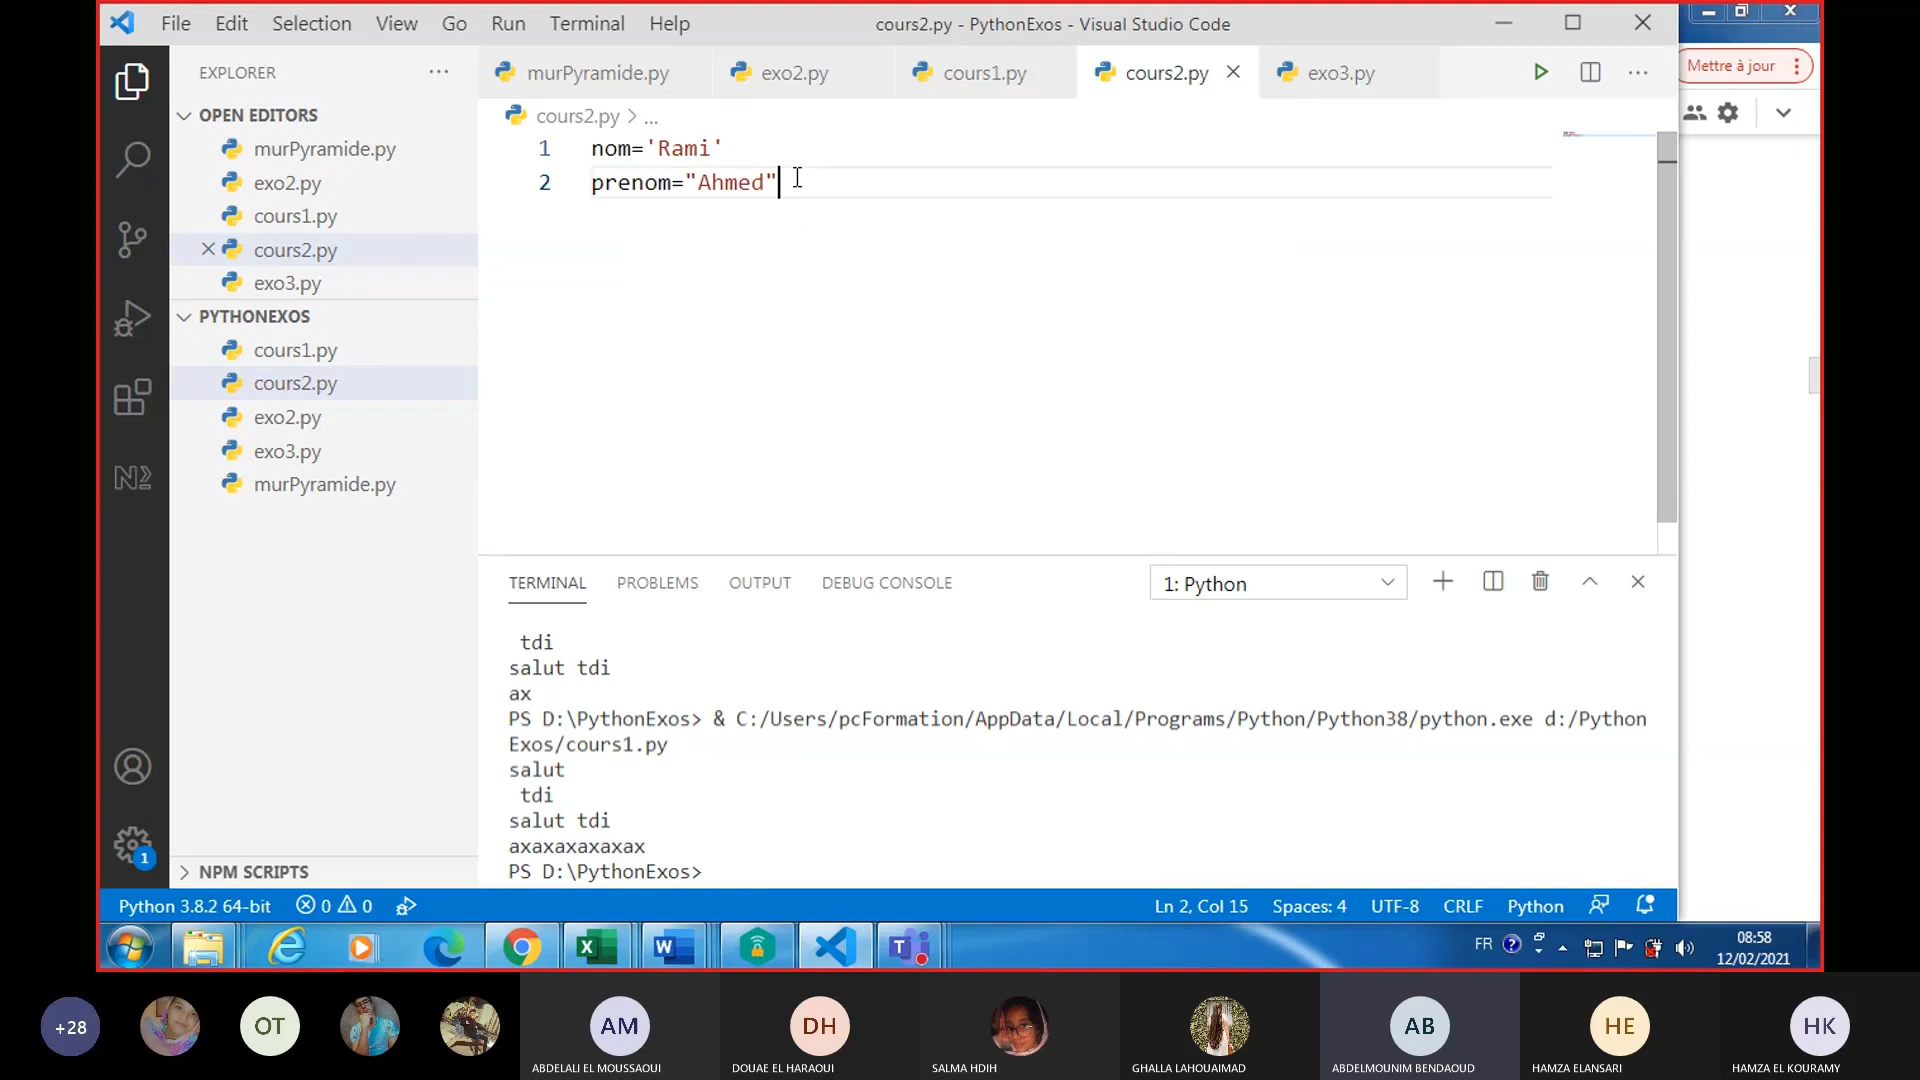 File Edit Selection View Go Run Terminal Help
cours2.py - PythonExos - Visual Studio Code
Mettre à jour
EXPLORER
murPyramide.py
exo2.py
cours1.py
cours2.py
exo3.py
OPEN EDITORS
murPyramide.py
exo2.py
cours1.py
cours2.py
exo3.py
PYTHONEXOS
cours1.py
cours2.py
exo2.py
exo3.py
murPyramide.py
NPM SCRIPTS
cours2.py > ...
1 nom='Rami'
2 prenom="Ahmed"
TERMINAL PROBLEMS OUTPUT DEBUG CONSOLE
1: Python
tdi
salut tdi
ax
PS D:\PythonExos> & C:/Users/pcFormation/AppData/Local/Programs/Python/Python38/python.exe d:/Python
Exos/cours1.py
salut
tdi
salut tdi
axaxaxaxaxax
PS D:\PythonExos>
1
Python 3.8.2 64-bit 0 0
Ln 2, Col 15 Spaces: 4 UTF-8 CRLF Python
FR
08:58
12/02/2021
+28
OT
AM
DH
AB
HE
HK
ABDELALI EL MOUSSAOUI
DOUAE EL HARAOUI
SALMA HDIH
GHALLA LAHOUAIMAD
ABDELMOUNIM BENDAOUD
HAMZA ELANSARI
HAMZA EL KOURAMY